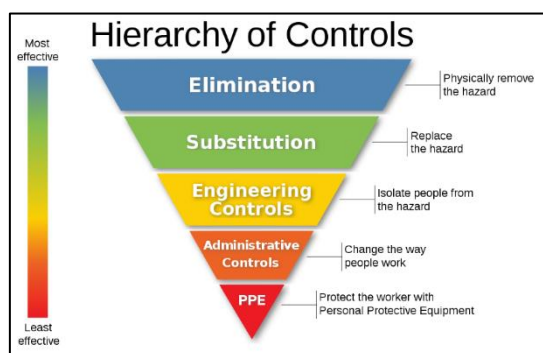 Hierarchy of Controls
Most
effective
Elimination
Physically remove
the hazard
Substitution
Replace
the hazard
Engineering
Controls
Isolate people from
the hazard
Administrative
Controls
Change the way
people work
PPE
Protect the worker with
Personal Protective Equipment
Least
effective